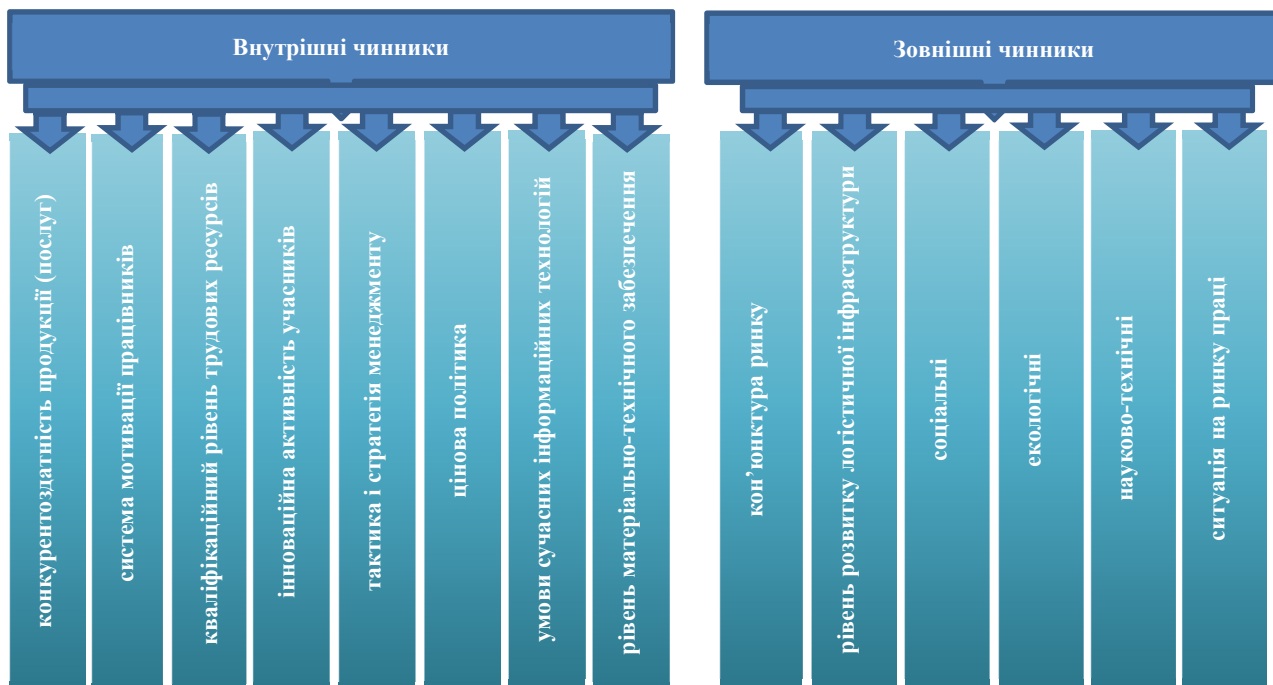 Внутрішні чинники
конкурентоздатність продукції (послуг)
система мотивації працівників
кваліфікаційний рівень трудових ресурсів
інноваційна активність учасників
тактика і стратегія менеджменту
цінова політика
умови сучасних інформаційних технологій
рівень матеріально-технічного забезпечення
Зовнішні чинники
кон’юнктура ринку
рівень розвитку логістичної інфраструктури
соціальні
екологічні
науково-технічні
ситуація на ринку праці